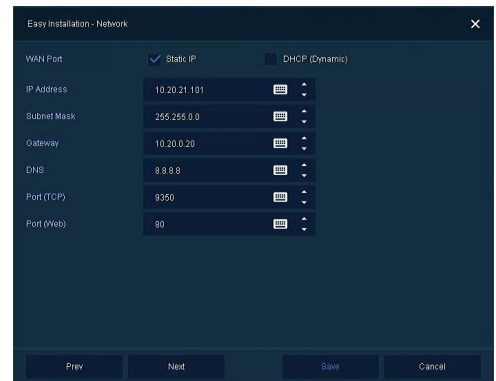 Easy Installation - Network
WAN Port Static IP DHCP (Dynamic)
IP Address 10.20.21.101
Subnet Mask 255.255.0.0
Gateway 10.20.0.20
DNS 8.8.8.8
Port (TCP) 9350
Port (Web) 80
Prev Next Save Cancel